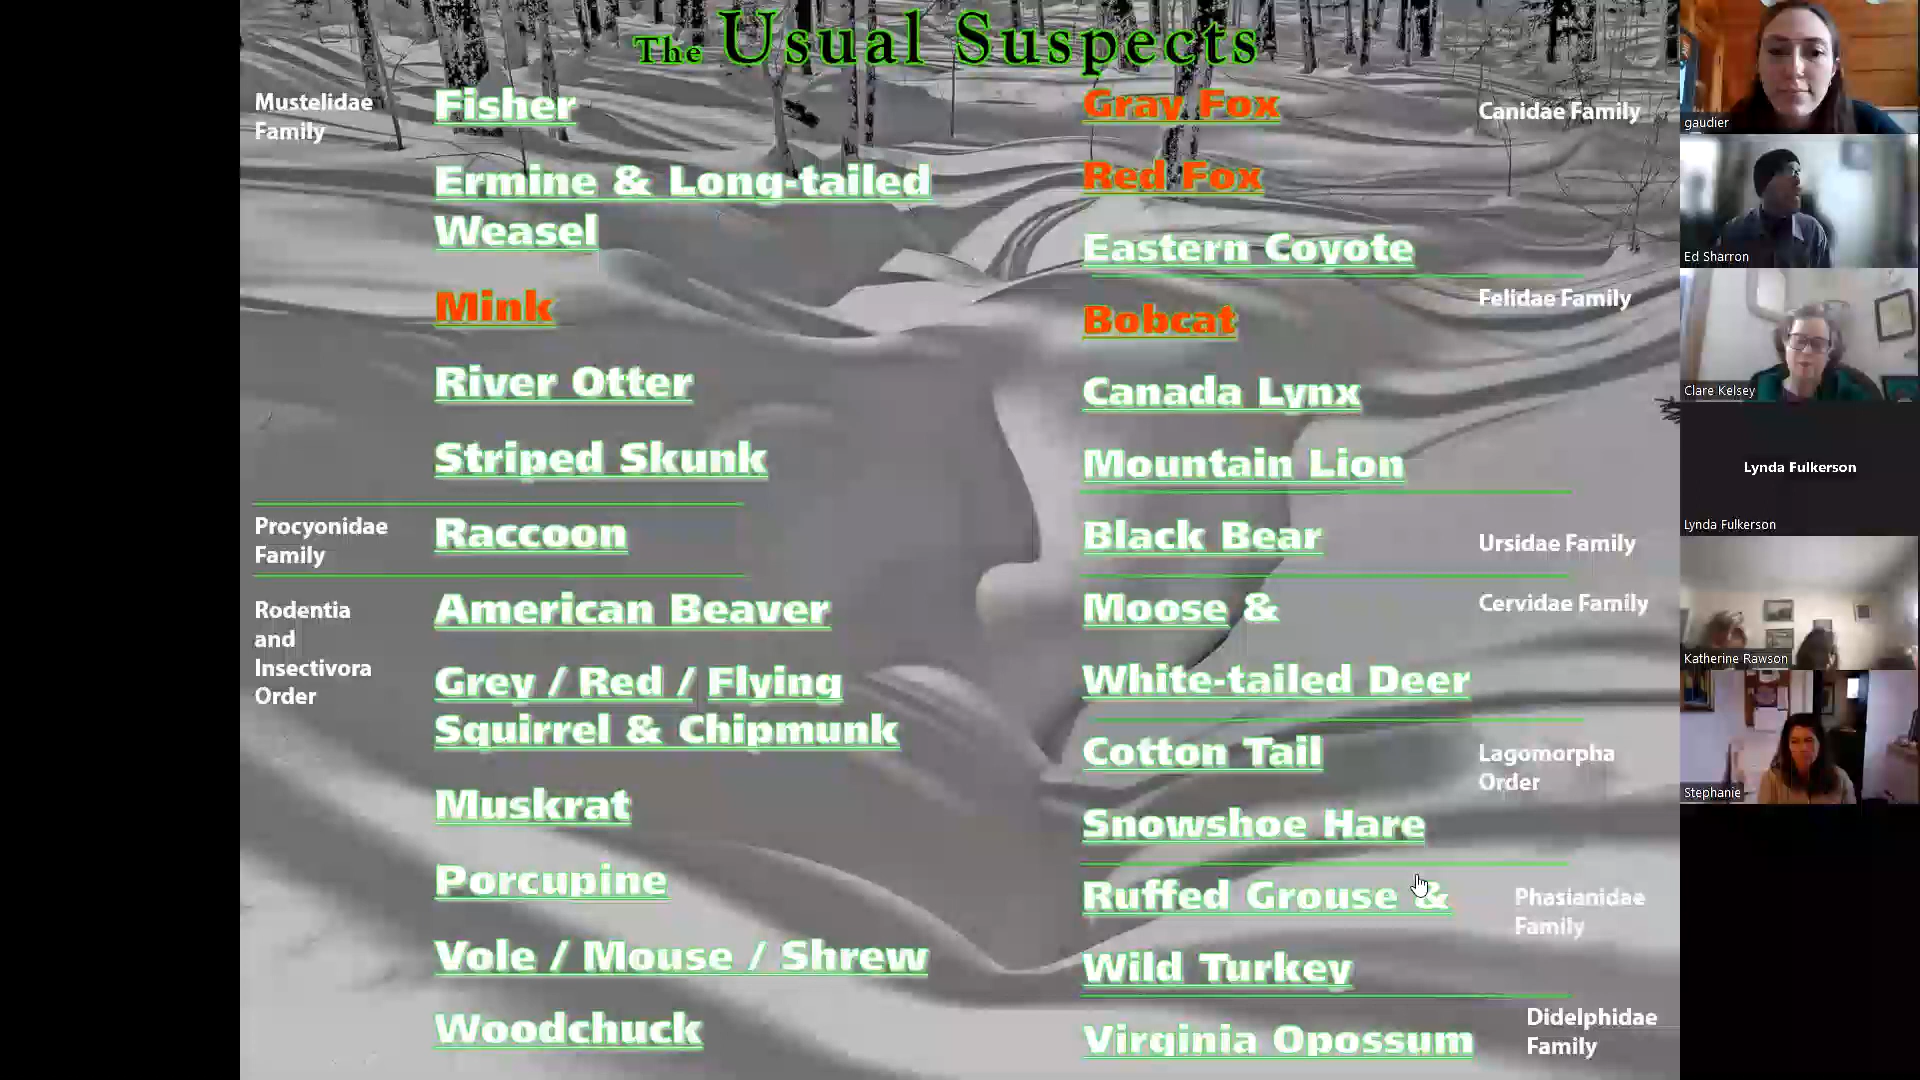 The Usual Suspects
Mustelidae
Family
Fisher
Ermine & Long-tailed
Weasel
Mink
River Otter
Striped Skunk
Procyonidae
Family
Raccoon
Rodentia
and
Insectivora
Order
American Beaver
Grey / Red / Flying
Squirrel & Chipmunk
Muskrat
Porcupine
Vole / Mouse / Shrew
Woodchuck
Gray Fox
Canidae Family
Red Fox
Eastern Coyote
Felidae Family
Bobcat
Canada Lynx
Mountain Lion
Black Bear
Ursidae Family
Moose &
Cervidae Family
White-tailed Deer
Cotton Tail
Lagomorpha
Order
Snowshoe Hare
Ruffed Grouse &
Phasianidae
Family
Wild Turkey
Virginia Opossum
Didelphidae
Family
gaudier
Ed Sharron
Clare Kelsey
Lynda Fulkerson
Lynda Fulkerson
Katherine Rawson
Stephanie